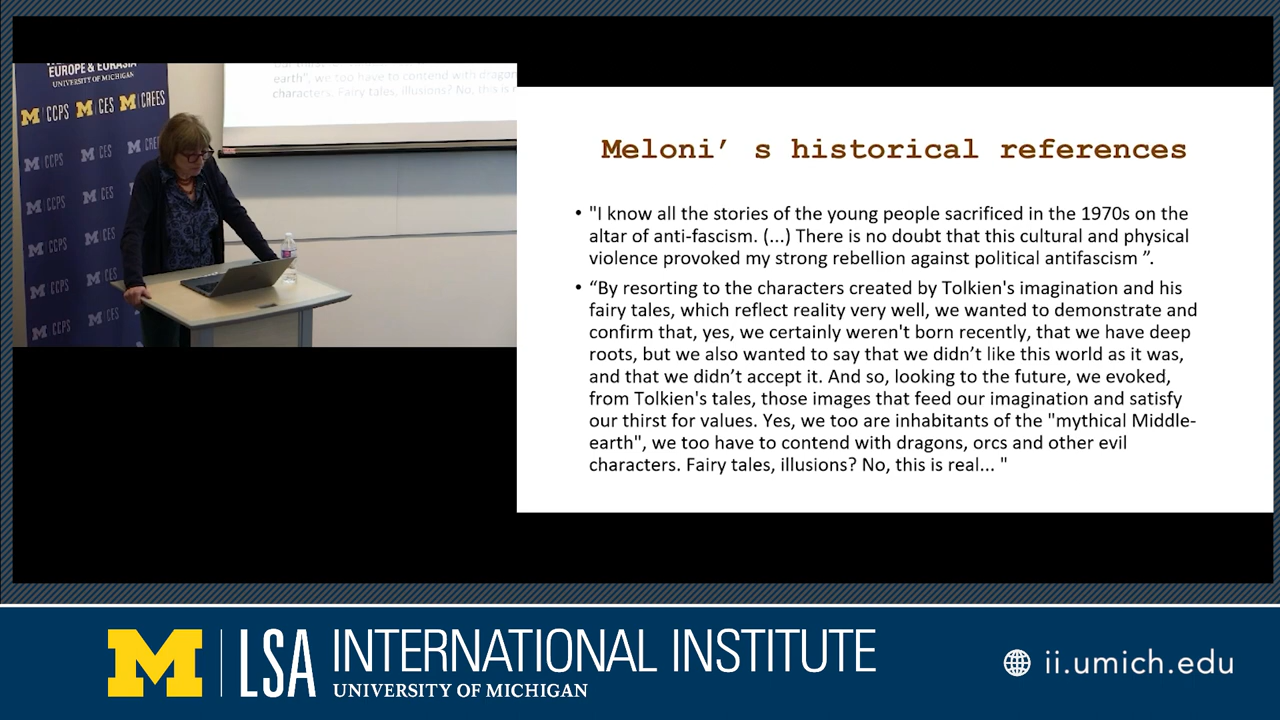 EUROPE & EURASIA
UNIVERSITY OF MICHIGAN
M CCPS M CES M CREES
M CCPS M CES M CREE
M CCPS M CES
M CCPS M CES
M CCPS M CES
M CCPS
earth", we too have to contend with dragon
characters. Fairy tales, illusions? No, this is r
Meloni’ s historical references
• "I know all the stories of the young people sacrificed in the 1970s on the
altar of anti-fascism. (...) There is no doubt that this cultural and physical
violence provoked my strong rebellion against political antifascism ”.
• “By resorting to the characters created by Tolkien's imagination and his
fairy tales, which reflect reality very well, we wanted to demonstrate and
confirm that, yes, we certainly weren't born recently, that we have deep
roots, but we also wanted to say that we didn’t like this world as it was,
and that we didn’t accept it. And so, looking to the future, we evoked,
from Tolkien's tales, those images that feed our imagination and satisfy
our thirst for values. Yes, we too are inhabitants of the "mythical Middle-
earth", we too have to contend with dragons, orcs and other evil
characters. Fairy tales, illusions? No, this is real... "
M LSA INTERNATIONAL INSTITUTE
UNIVERSITY OF MICHIGAN
ii.umich.edu